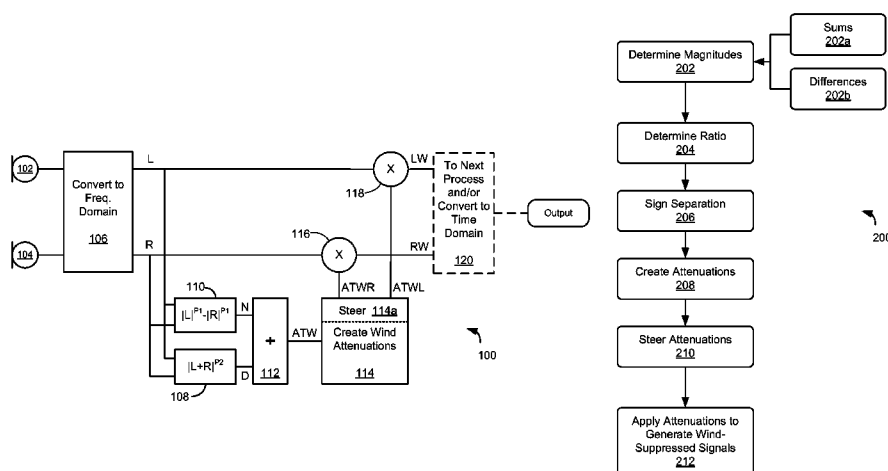 102
104
Convert to
Freq.
Domain
106
L
R
110
|L|^P1-|R|^P1
N
|L+R|^P2
D
108
112
ATW
116
X
118
X
LW
RW
ATWR
ATWL
Steer 114a
Create Wind
Attenuations
114
To Next
Process
and/or
Convert to
Time
Domain
120
Output
100
Sums
202a
Differences
202b
Determine Magnitudes
202
Determine Ratio
204
Sign Separation
206
Create Attenuations
208
Steer Attenuations
210
Apply Attenuations to
Generate Wind-
Suppressed Signals
212
200